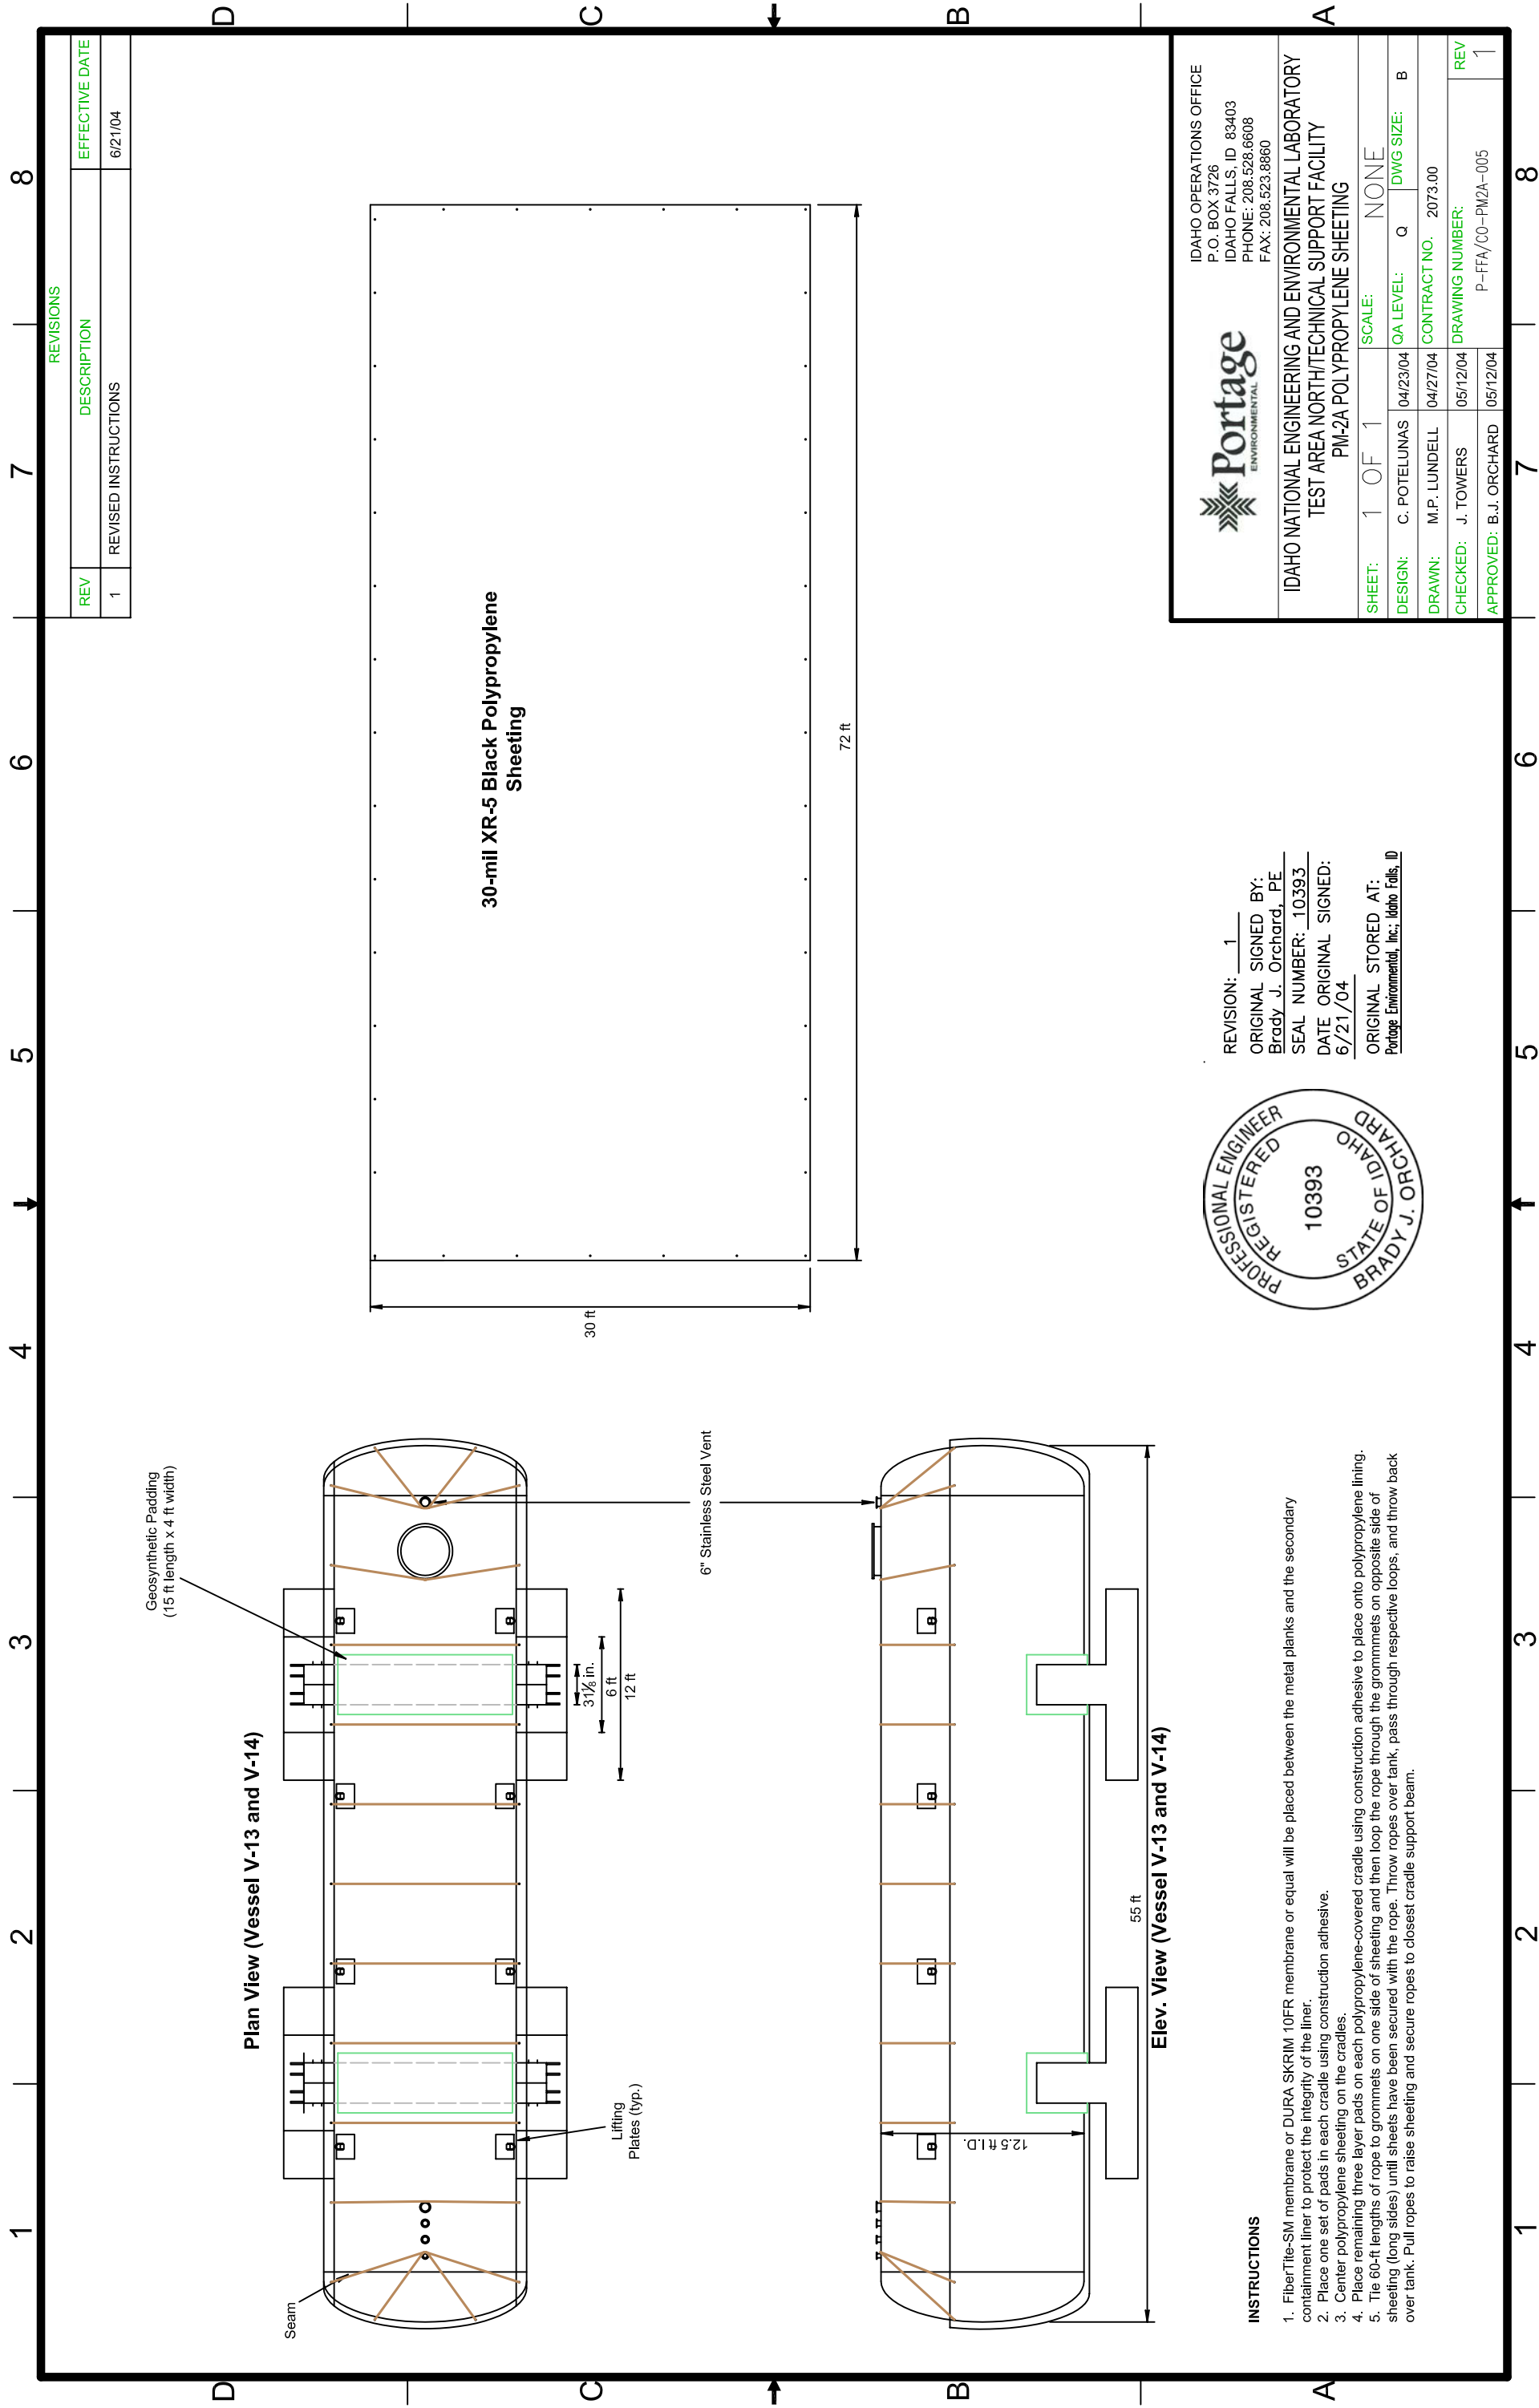 1 2 3 4 5 6 7 8
D
C
B
A
REVISIONS
REV DESCRIPTION EFFECTIVE DATE
1 REVISED INSTRUCTIONS 6/21/04
Geosynthetic Padding
(15 ft length x 4 ft width)
Plan View (Vessel V-13 and V-14)
Seam
Lifting
Plates (typ.)
31⅛ in.
6 ft
12 ft
6" Stainless Steel Vent
30-mil XR-5 Black Polypropylene
Sheeting
30 ft
72 ft
12.5 ft I.D.
55 ft
Elev. View (Vessel V-13 and V-14)
INSTRUCTIONS
1. FiberTite-SM membrane or DURA SKRIM 10FR membrane or equal will be placed between the metal planks and the secondary
containment liner to protect the integrity of the liner.
2. Place one set of pads in each cradle using construction adhesive.
3. Center polypropylene sheeting on the cradles.
4. Place remaining three layer pads on each polypropylene-covered cradle using construction adhesive to place onto polypropylene lining.
5. Tie 60-ft lengths of rope to grommets on one side of sheeting and then loop the rope through the grommets on opposite side of
sheeting (long sides) until sheets have been secured with the rope. Throw ropes over tank, pass through respective loops, and throw back
over tank. Pull ropes to raise sheeting and secure ropes to closest cradle support beam.
PROFESSIONAL ENGINEER
REGISTERED
10393
STATE OF IDAHO
BRADY J. ORCHARD
REVISION: 1
ORIGINAL SIGNED BY:
Brady J. Orchard, PE
SEAL NUMBER: 10393
DATE ORIGINAL SIGNED:
6/21/04
ORIGINAL STORED AT:
Portage Environmental, Inc.; Idaho Falls, ID
Portage
ENVIRONMENTAL
IDAHO OPERATIONS OFFICE
P.O. BOX 3726
IDAHO FALLS, ID 83403
PHONE: 208.528.6608
FAX: 208.523.8860
IDAHO NATIONAL ENGINEERING AND ENVIRONMENTAL LABORATORY
TEST AREA NORTH/TECHNICAL SUPPORT FACILITY
PM-2A POLYPROPYLENE SHEETING
SHEET: 1 OF 1 SCALE: NONE
DESIGN: C. POTELUNAS 04/23/04 QA LEVEL: Q DWG SIZE: B
DRAWN: M.P. LUNDELL 04/27/04 CONTRACT NO. 2073.00
CHECKED: J. TOWERS 05/12/04 DRAWING NUMBER: REV
APPROVED: B.J. ORCHARD 05/12/04 P-FFA/CO-PM2A-005 1
D
C
B
A
1 2 3 4 5 6 7 8